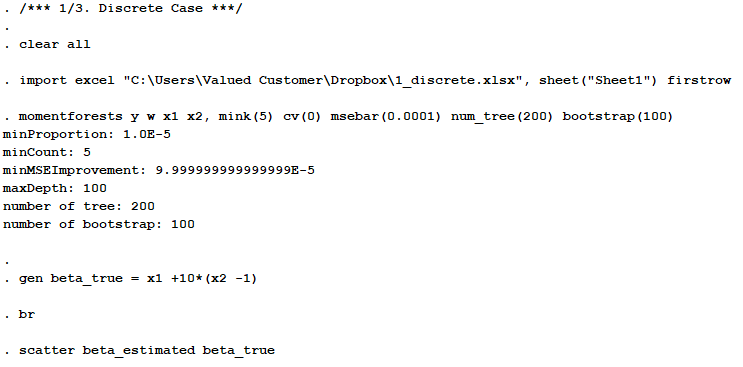 . /*** 1/3. Discrete Case ***/
.
. clear all
. import excel "C:\Users\Valued Customer\Dropbox\1_discrete.xlsx", sheet("Sheet1") firstrow
. momentforests y w x1 x2, mink(5) cv(0) msebar(0.0001) num_tree(200) bootstrap(100)
minProportion: 1.0E-5
minCount: 5
minMSEImprovement: 9.999999999999999E-5
maxDepth: 100
number of tree: 200
number of bootstrap: 100
.
. gen beta_true = x1 +10*(x2 -1)
. br
. scatter beta_estimated beta_true